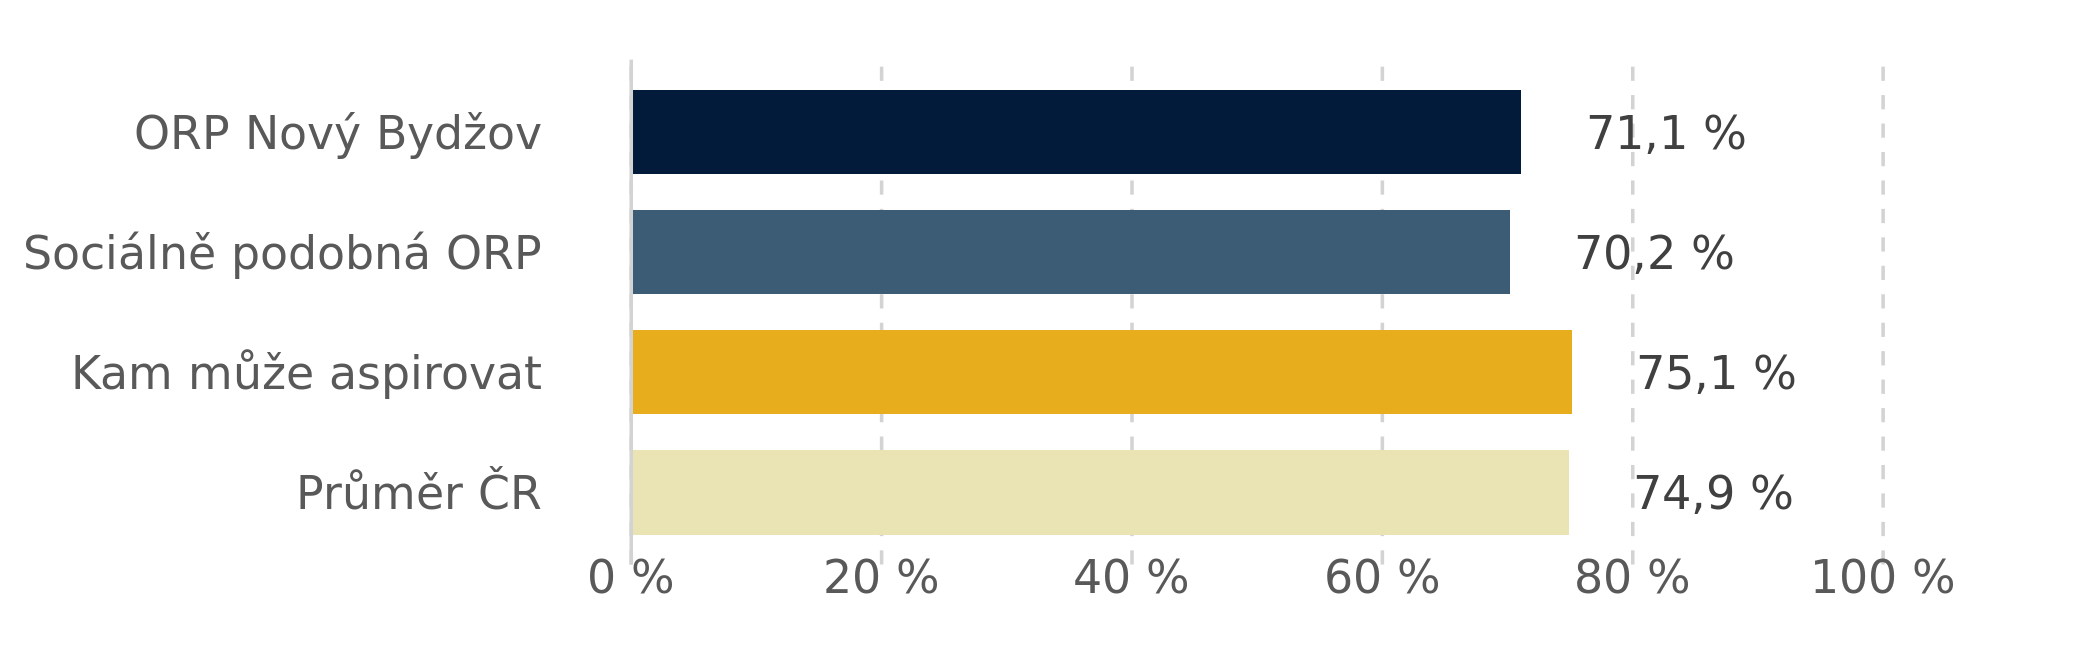 ORP Nový Bydžov 71,1 %
Sociálně podobná ORP 70,2 %
Kam může aspirovat 75,1 %
Průměr ČR 74,9 %
0 % 20 % 40 % 60 % 80 % 100 %